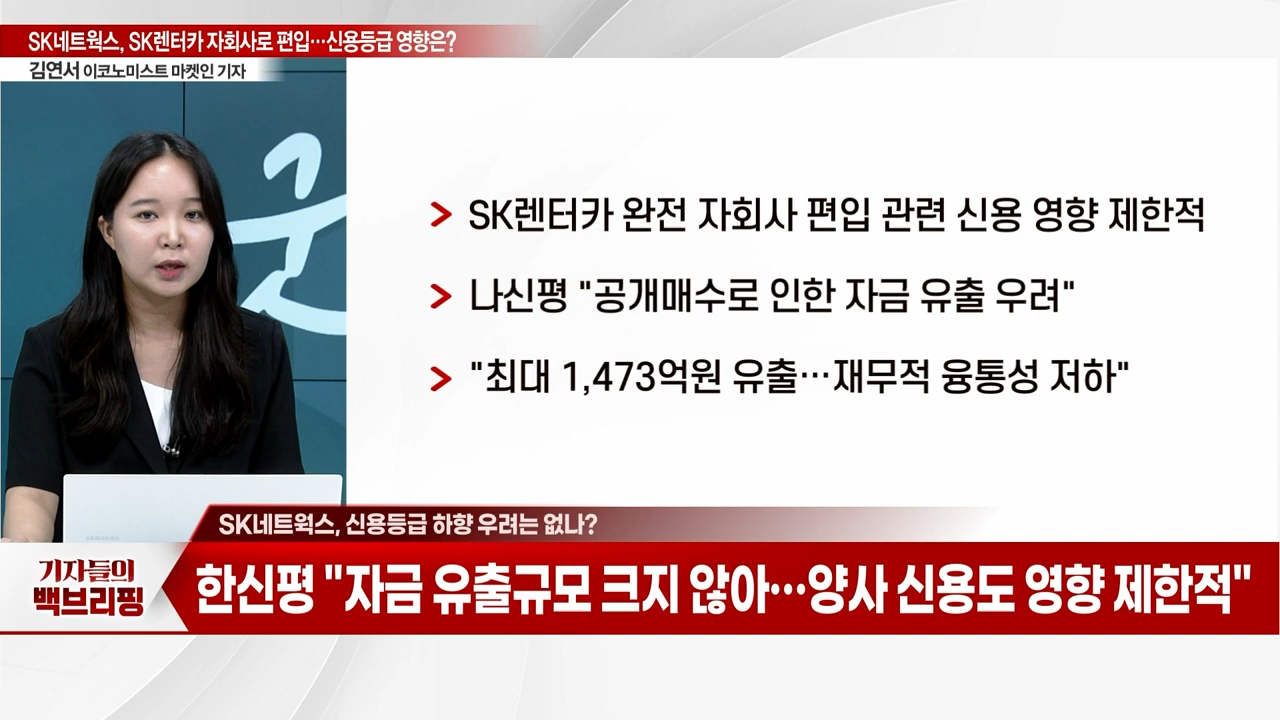 SK네트웍스, SK렌터카 자회사로 편입…신용등급 영향은?
김연서 이코노미스트 마켓인 기자
> SK렌터카 완전 자회사 편입 관련 신용 영향 제한적
> 나신평 "공개매수로 인한 자금 유출 우려"
> "최대 1,473억원 유출…재무적 융통성 저하"
SK네트웍스, 신용등급 하향 우려는 없나?
기자들의
백브리핑
한신평 "자금 유출규모 크지 않아…양사 신용도 영향 제한적"